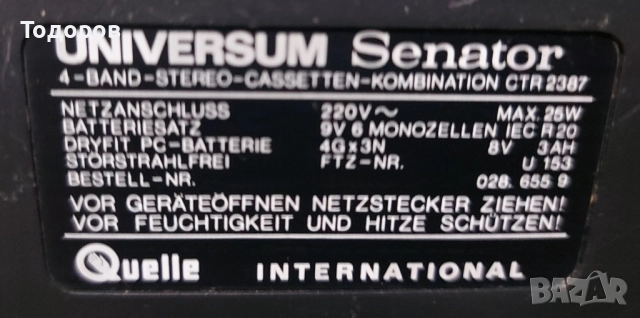 Тодоров
UNIVERSUM Senator
4-BAND-STEREO-CASSETTEN-KOMBINATION CTR 2387
NETZANSCHLUSS 220V~ MAX. 25W
BATTERIESATZ 9V 6 MONOZELLEN IEC R20
DRYFIT PC-BATTERIE 4Gx3N 8V 3AH
STÖRSTRAHLFREI FTZ-NR. U 153
BESTELL-NR. 028. 655 9
VOR GERÄTEÖFFNEN NETZSTECKER ZIEHEN!
VOR FEUCHTIGKEIT UND HITZE SCHÜTZEN!
Quelle INTERNATIONAL
BAZAR